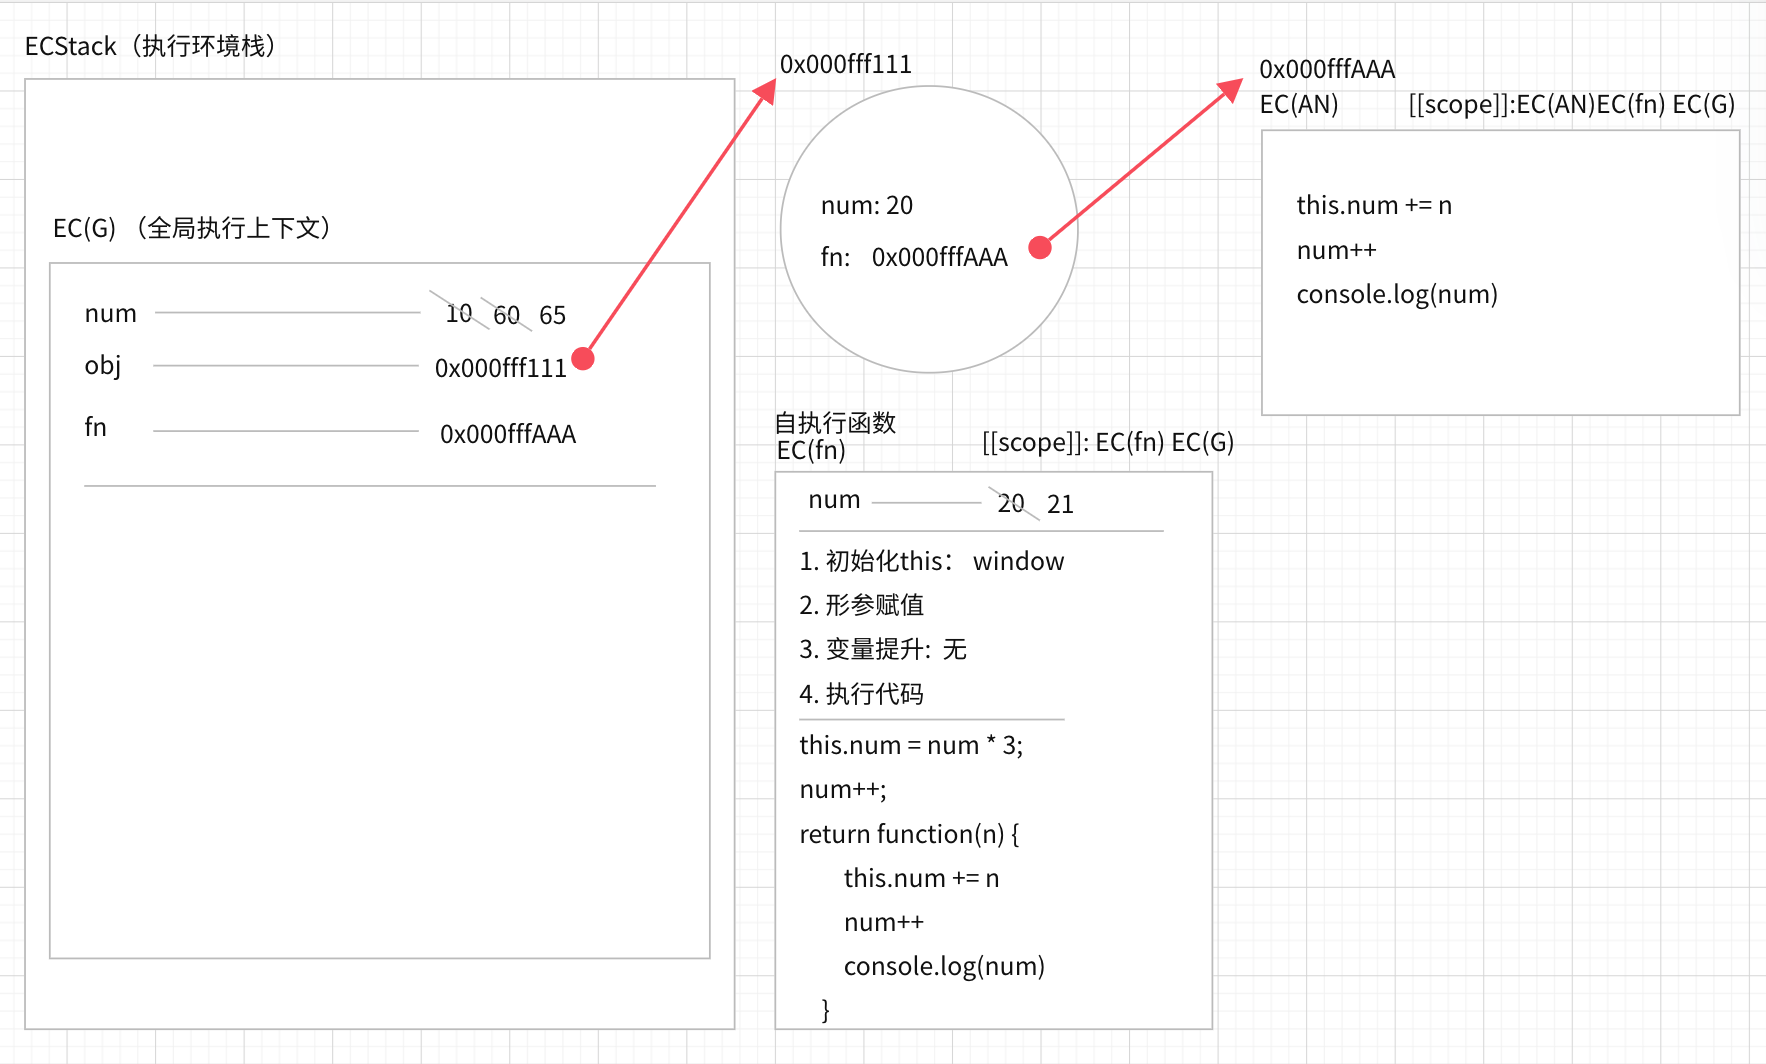 ECStack（执行环境栈）
EC(G) （全局执行上下文）
num 10 60 65
obj 0x000fff111
fn 0x000fffAAA
0x000fff111
num: 20
fn: 0x000fffAAA
0x000fffAAA
EC(AN) [[scope]]:EC(AN)EC(fn) EC(G)
this.num += n
num++
console.log(num)
自执行函数
EC(fn) [[scope]]: EC(fn) EC(G)
num 20 21
1. 初始化this： window
2. 形参赋值
3. 变量提升: 无
4. 执行代码
this.num = num * 3;
num++;
return function(n) {
this.num += n
num++
console.log(num)
}